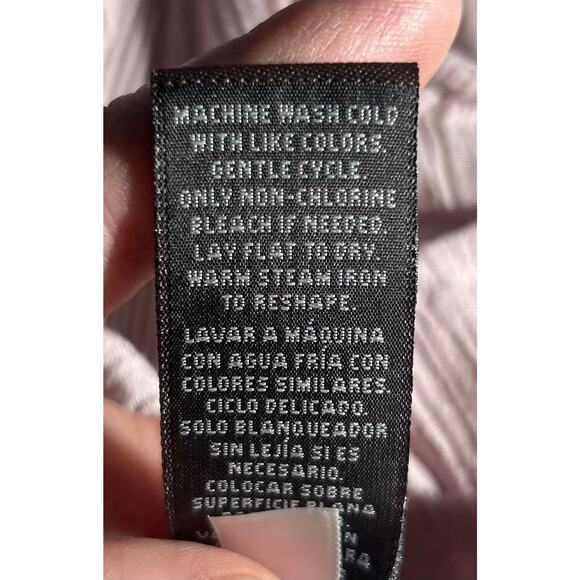 MACHINE WASH COLD
WITH LIKE COLORS.
GENTLE CYCLE.
ONLY NON-CHLORINE
BLEACH IF NEEDED.
LAY FLAT TO DRY.
WARM STEAM IRON
TO RESHAPE.
LAVAR A MÁQUINA
CON AGUA FRÍA CON
COLORES SIMILARES.
CICLO DELICADO.
SOLO BLANQUEADOR
SIN LEJÍA SI ES
NECESARIO.
COLOCAR SOBRE
SUPERFICIE PLANA